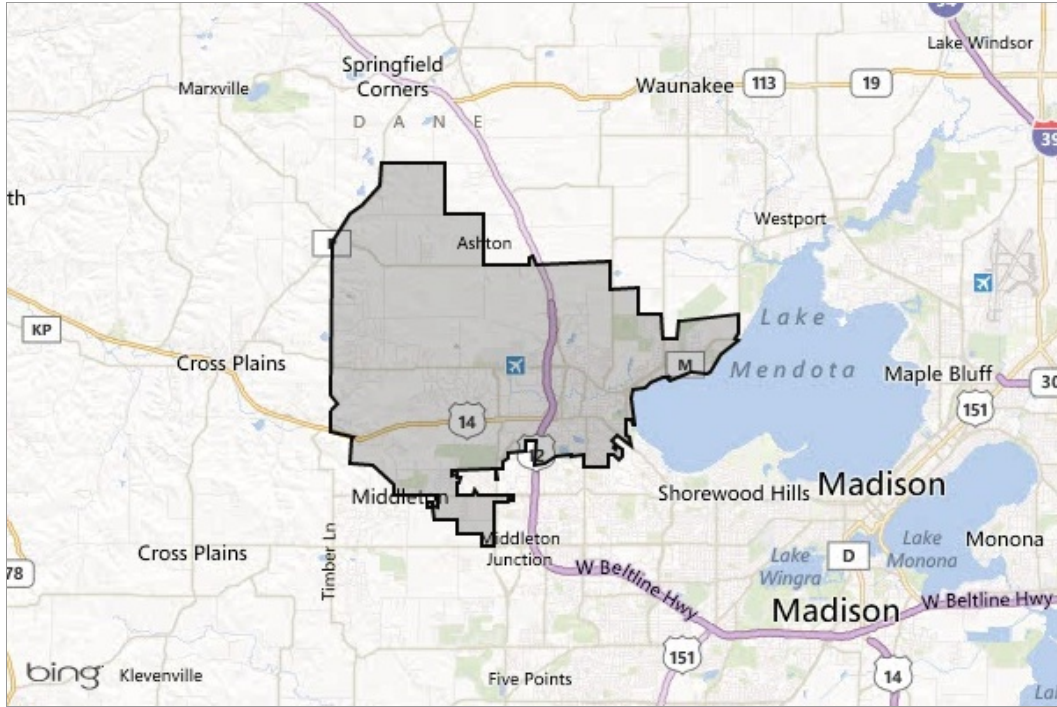 94
Lake Windsor
Springfield
Corners
Marxville
Waunakee
113
19
39
D A N E
th
Westport
Ashton
Lake
Mendota
KP
Cross Plains
M
Maple Bluff
30
151
14
12
Middleton
Shorewood Hills
Madison
Middleton
Junction
Cross Plains
Timber Ln
78
W Beltline Hwy
Lake
Wingra
D
Lake
Monona
Monona
Madison
W Beltline Hwy
151
14
bing
Klevenville
Five Points